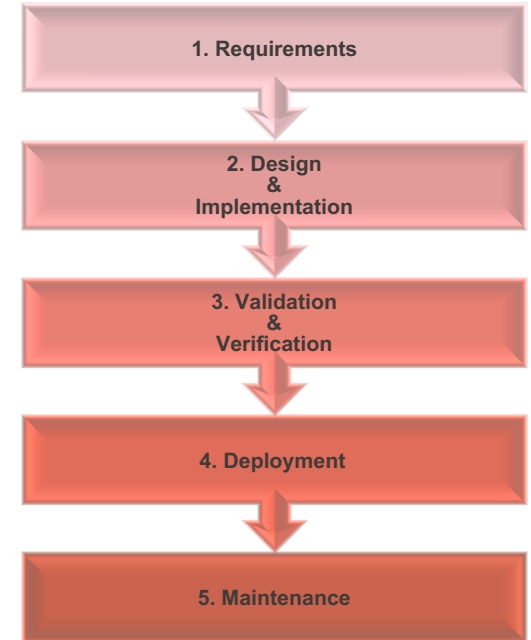 1. Requirements
2. Design
&
Implementation
3. Validation
&
Verification
4. Deployment
5. Maintenance